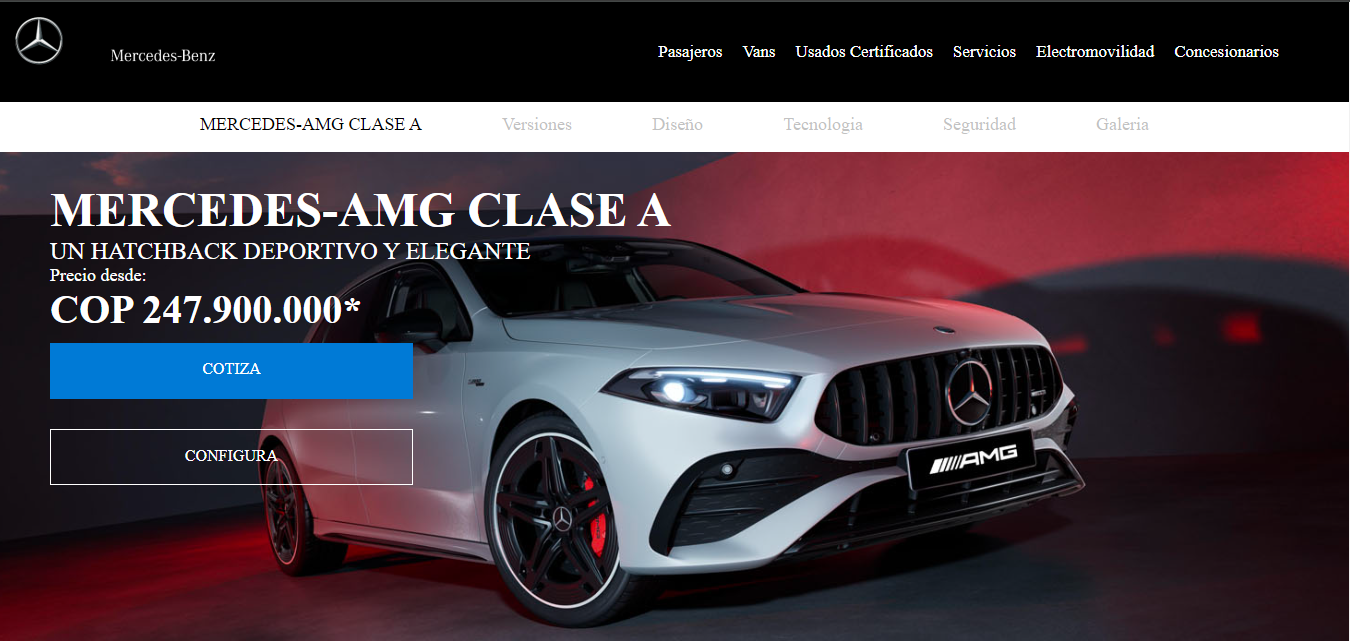 Mercedes-Benz
Pasajeros Vans Usados Certificados Servicios Electromovilidad Concesionarios
MERCEDES-AMG CLASE A Versiones Diseño Tecnologia Seguridad Galeria
MERCEDES-AMG CLASE A
UN HATCHBACK DEPORTIVO Y ELEGANTE
Precio desde:
COP 247.900.000*
COTIZA
CONFIGURA
AMG